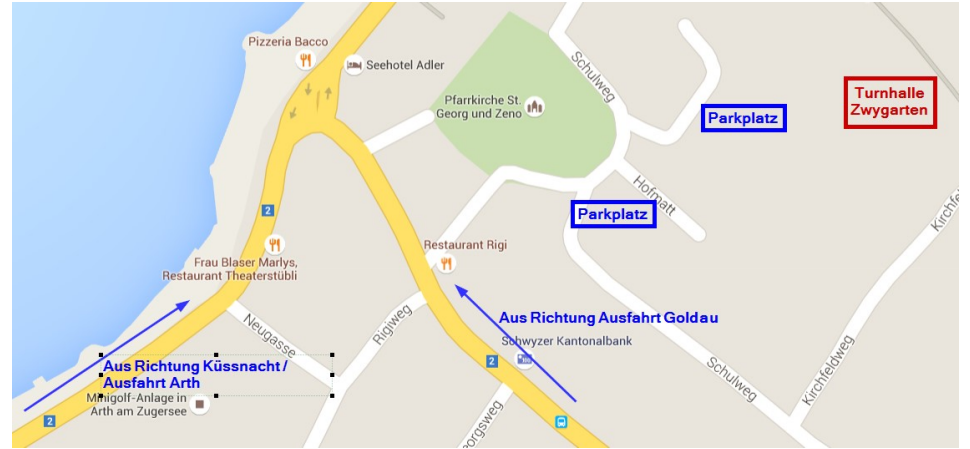 Pizzeria Bacco
Seehotel Adler
Schulweg
Pfarrkirche St.
Georg und Zeno
Parkplatz
Turnhalle
Zwygarten
Hofmatt
Parkplatz
Kirchfel
2
Frau Blaser Marlys,
Restaurant Theaterstübli
Restaurant Rigi
Aus Richtung Ausfahrt Goldau
Schwyzer Kantonalbank
Neugasse
Rigiweg
2
Aus Richtung Küssnacht /
Ausfahrt Arth
Minigolf-Anlage in
Arth am Zugersee
Schulweg
Kirchfeldweg
2
orgsweg